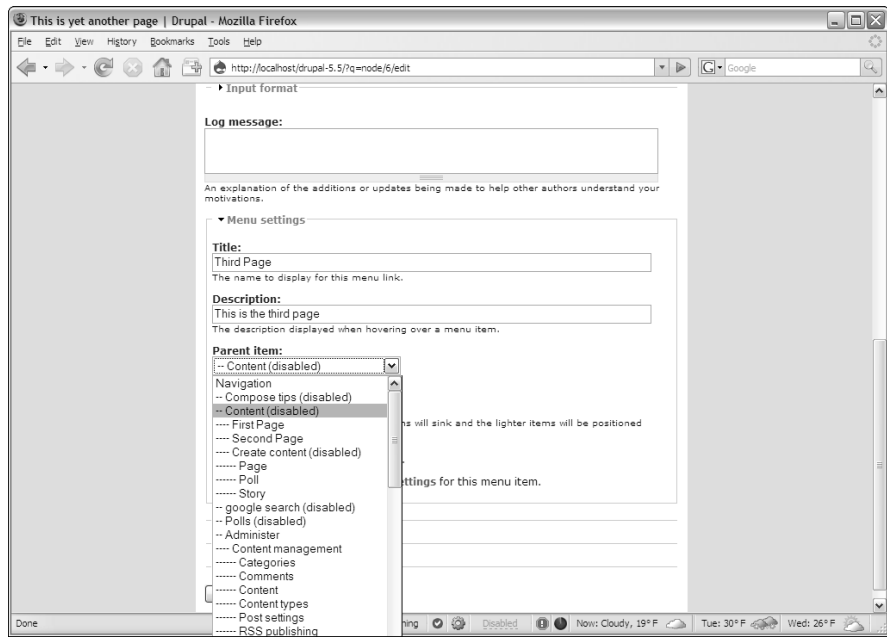 This is yet another page | Drupal - Mozilla Firefox
File Edit View History Bookmarks Tools Help
http://localhost/drupal-5.5/?q=node/6/edit
G Google
Input format
Log message:
An explanation of the additions or updates being made to help other authors understand your
motivations.
Menu settings
Title:
Third Page
The name to display for this menu link.
Description:
This is the third page
The description displayed when hovering over a menu item.
Parent item:
-- Content (disabled)
Navigation
-- Compose tips (disabled)
-- Content (disabled)
---- First Page
ns will sink and the lighter items will be positioned
---- Second Page
---- Create content (disabled)
------ Page
------ Poll
ettings for this menu item.
------ Story
-- google search (disabled)
-- Polls (disabled)
-- Administer
---- Content management
------ Categories
------ Comments
------ Content
------ Content types
------ Post settings
------ RSS publishing
Done
ning Disabled Now: Cloudy, 19° F Tue: 30° F Wed: 26° F